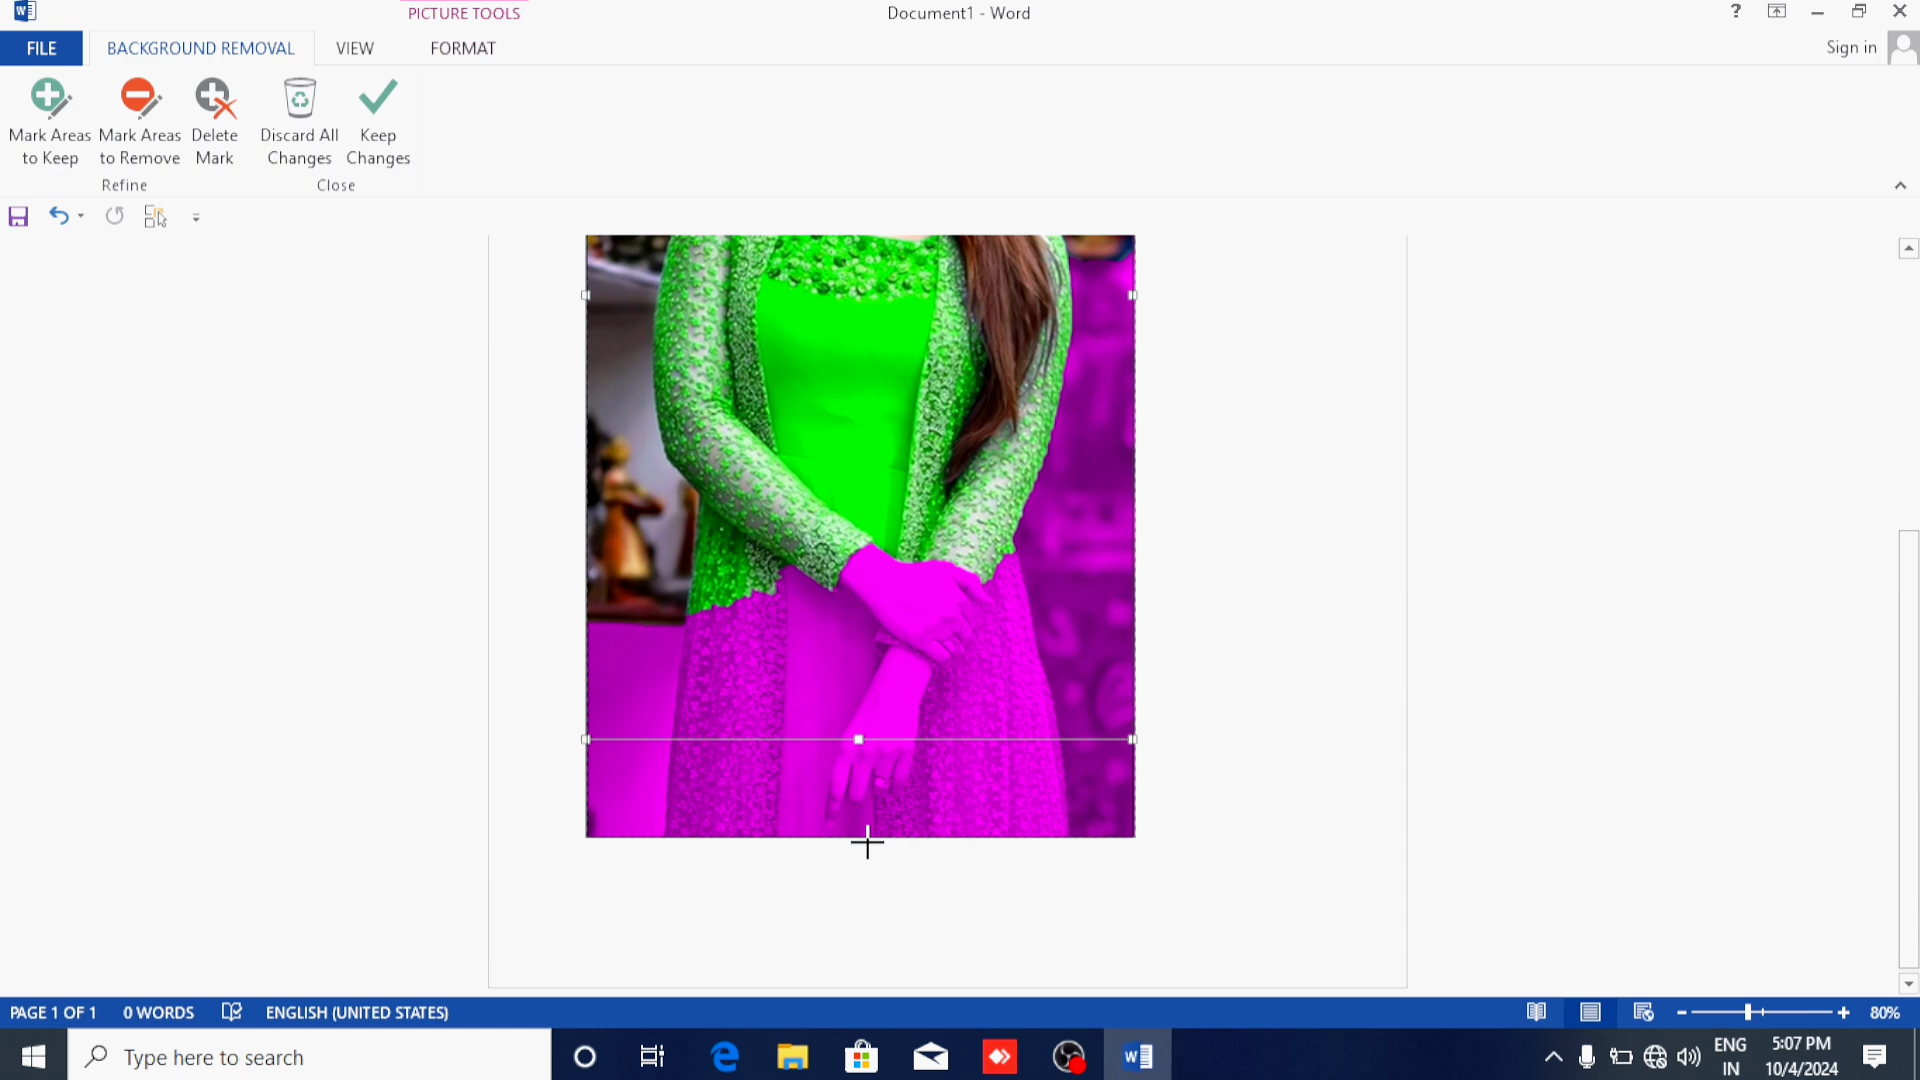 PICTURE TOOLS
Document1 - Word
?
FILE
BACKGROUND REMOVAL
VIEW
FORMAT
Sign in
Mark Areas
to Keep
Mark Areas
to Remove
Delete
Mark
Discard All
Changes
Keep
Changes
Refine
Close
PAGE 1 OF 1
0 WORDS
ENGLISH (UNITED STATES)
80%
Type here to search
ENG
IN
5:07 PM
10/4/2024